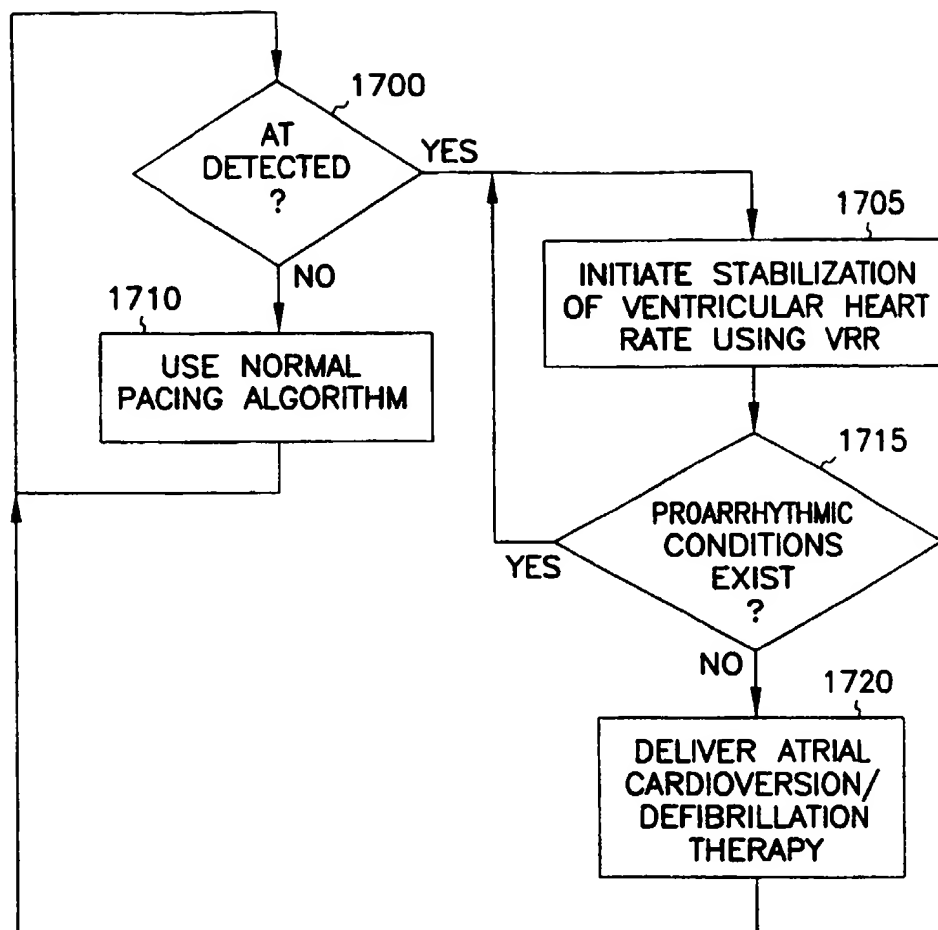 1700
AT
DETECTED
?
YES
NO
1710
USE NORMAL
PACING ALGORITHM
1705
INITIATE STABILIZATION
OF VENTRICULAR HEART
RATE USING VRR
1715
PROARRHYTHMIC
CONDITIONS
EXIST
?
YES
NO
1720
DELIVER ATRIAL
CARDIOVERSION/
DEFIBRILLATION
THERAPY